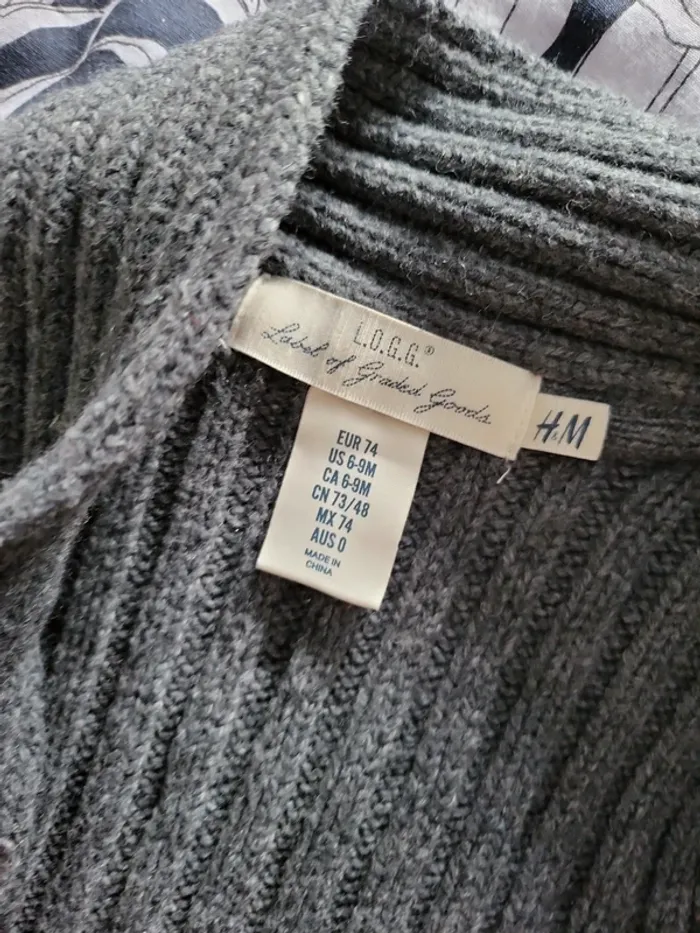 L.O.G.G.®
Label of Graded Goods
H&M
EUR 74
US 6-9M
CA 6-9M
CN 73/48
MX 74
AUS 0
MADE IN
CHINA